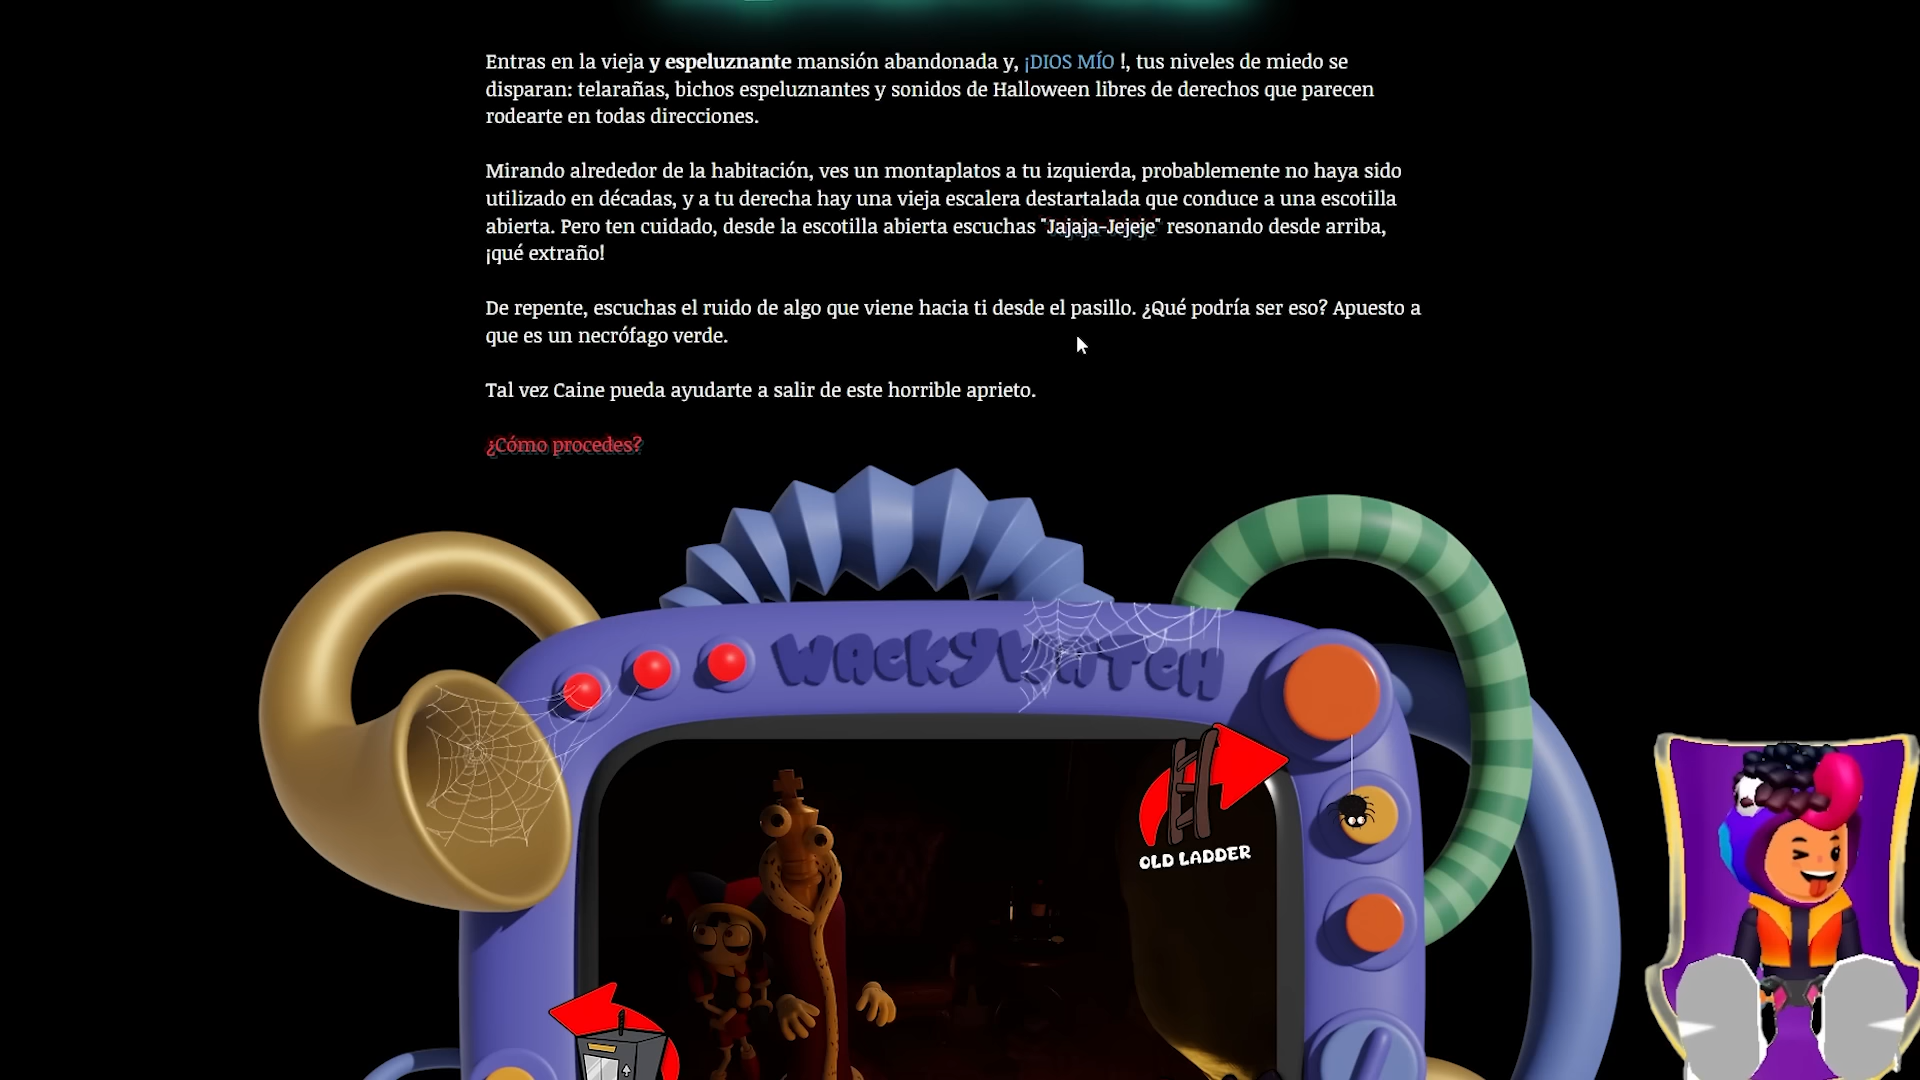 Entras en la vieja y espeluznante mansión abandonada y, ¡DIOS MÍO !, tus niveles de miedo se
disparan: telarañas, bichos espeluznantes y sonidos de Halloween libres de derechos que parecen
rodearte en todas direcciones.
Mirando alrededor de la habitación, ves un montaplatos a tu izquierda, probablemente no haya sido
utilizado en décadas, y a tu derecha hay una vieja escalera destartalada que conduce a una escotilla
abierta. Pero ten cuidado, desde la escotilla abierta escuchas "Jajaja-Jejeje" resonando desde arriba,
¡qué extraño!
De repente, escuchas el ruido de algo que viene hacia ti desde el pasillo. ¿Qué podría ser eso? Apuesto a
que es un necrófago verde.
Tal vez Caine pueda ayudarte a salir de este horrible aprieto.
¿Cómo procedes?
WACKYWATCH
OLD LADDER